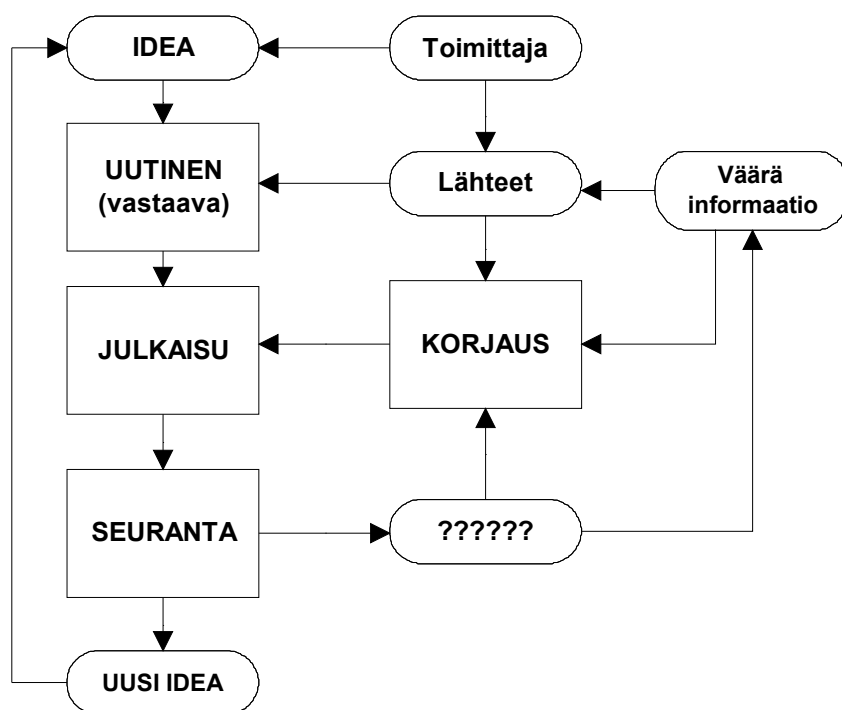 IDEA
Toimittaja
UUTINEN
(vastaava)
Lähteet
Väärä
informaatio
JULKAISU
KORJAUS
SEURANTA
??????
UUSI IDEA